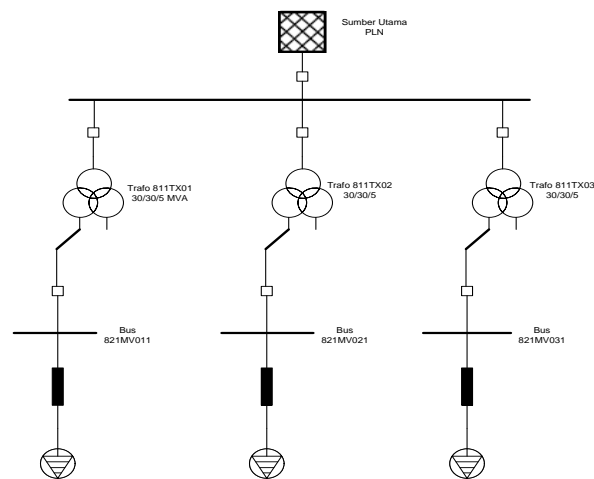 Sumber Utama
PLN
Trafo 811TX01
30/30/5 MVA
Trafo 811TX02
30/30/5
Trafo 811TX03
30/30/5
Bus
821MV011
Bus
821MV021
Bus
821MV031